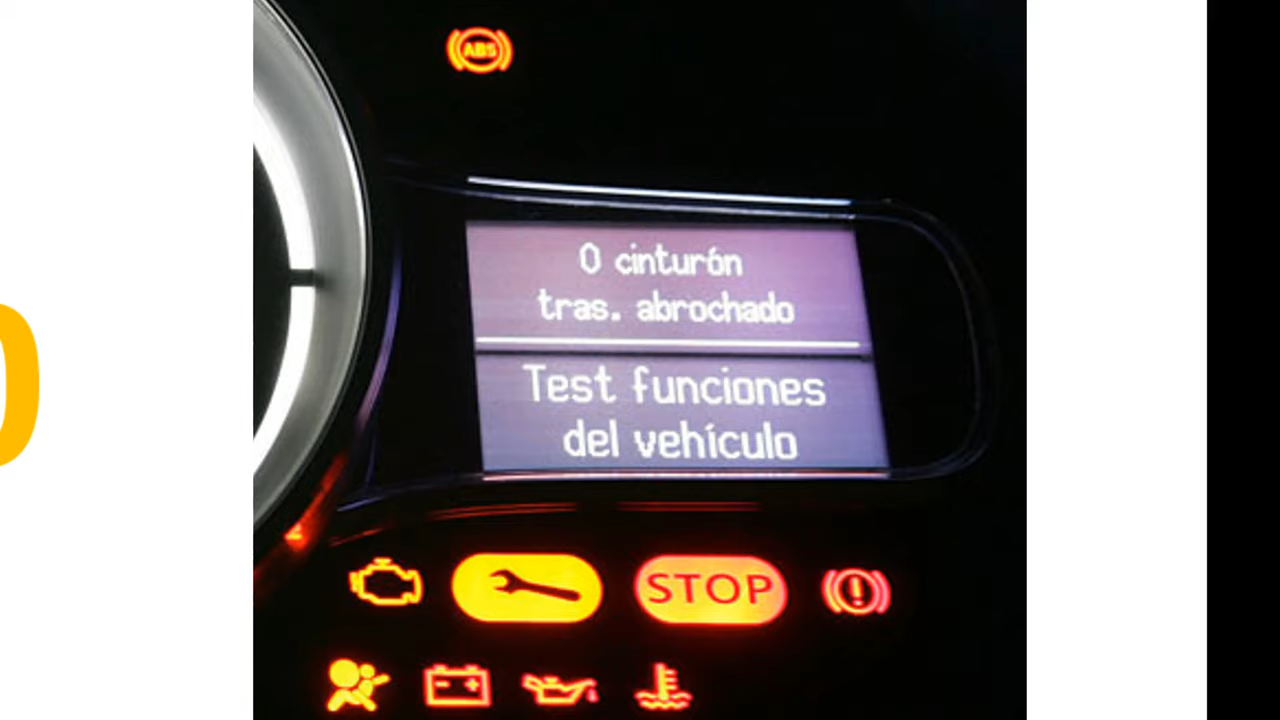 ABS
0 cinturón
tras. abrochado
Test funciones
del vehículo
STOP